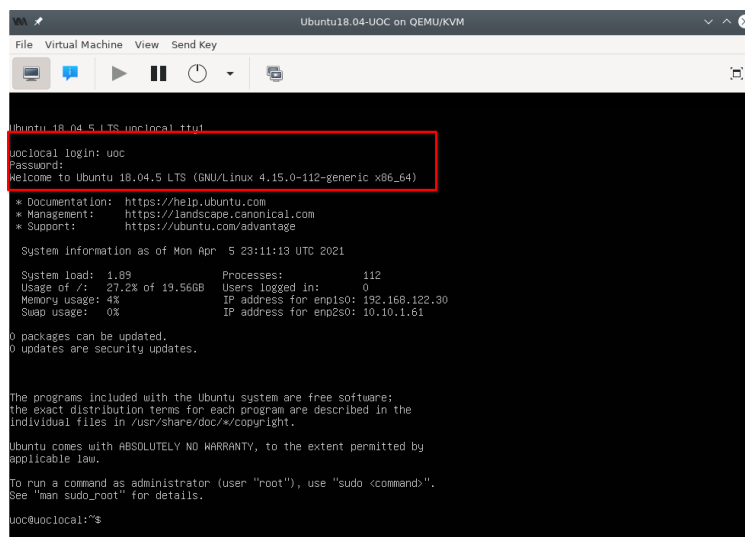 Ubuntu18.04-UOC on QEMU/KVM
File Virtual Machine View Send Key
Ubuntu 18.04.5 LTS uoclocal tty1
uoclocal login: uoc
Password:
Welcome to Ubuntu 18.04.5 LTS (GNU/Linux 4.15.0-112-generic x86_64)
* Documentation: https://help.ubuntu.com
* Management: https://landscape.canonical.com
* Support: https://ubuntu.com/advantage
System information as of Mon Apr 5 23:11:13 UTC 2021
System load: 1.89 Processes: 112
Usage of /: 27.2% of 19.56GB Users logged in: 0
Memory usage: 4% IP address for enp1s0: 192.168.122.30
Swap usage: 0% IP address for enp2s0: 10.10.1.61
0 packages can be updated.
0 updates are security updates.
The programs included with the Ubuntu system are free software;
the exact distribution terms for each program are described in the
individual files in /usr/share/doc/*/copyright.
Ubuntu comes with ABSOLUTELY NO WARRANTY, to the extent permitted by
applicable law.
To run a command as administrator (user "root"), use "sudo <command>".
See "man sudo_root" for details.
uoc@uoclocal:~$